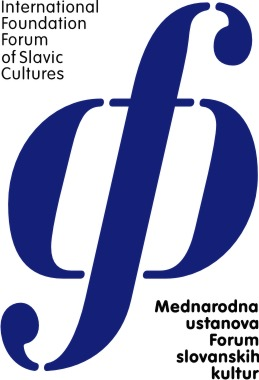 International
Foundation
Forum
of Slavic
Cultures
Mednarodna
ustanova
Forum
slovanskih
kultur